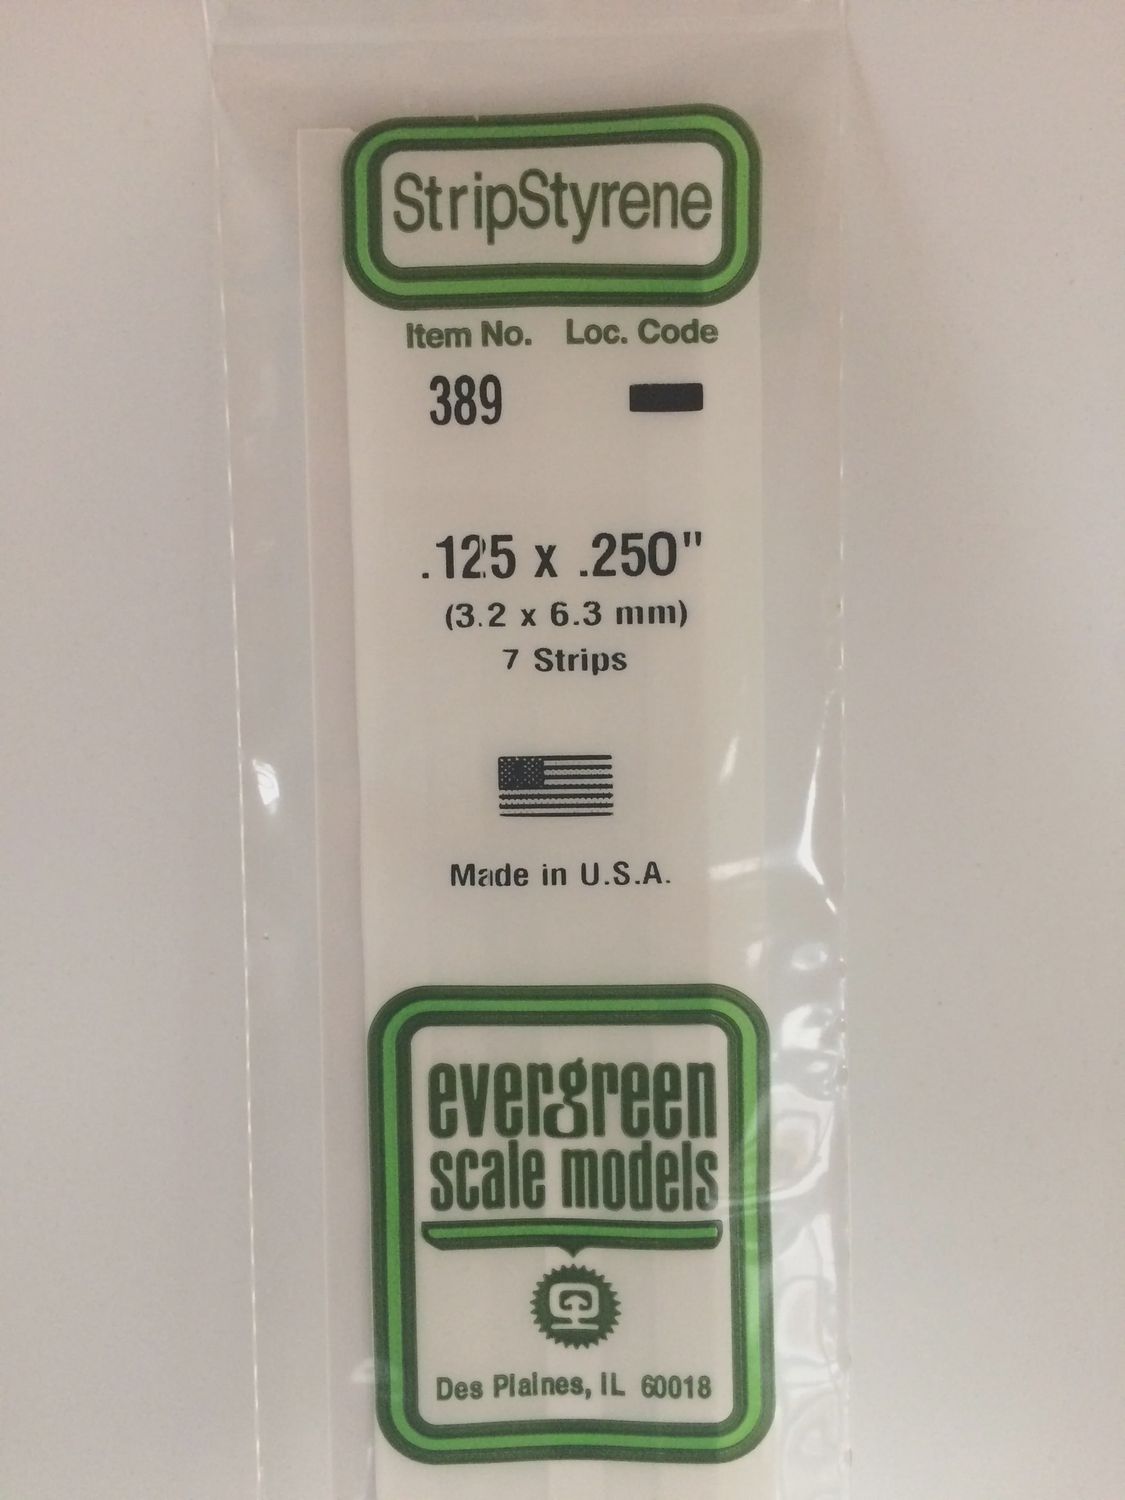 StripStyrene
Item No. Loc. Code
389
.125 x .250"
(3.2 x 6.3 mm)
7 Strips
Made in U.S.A.
evergreen
scale models
Des Plaines, IL 60018